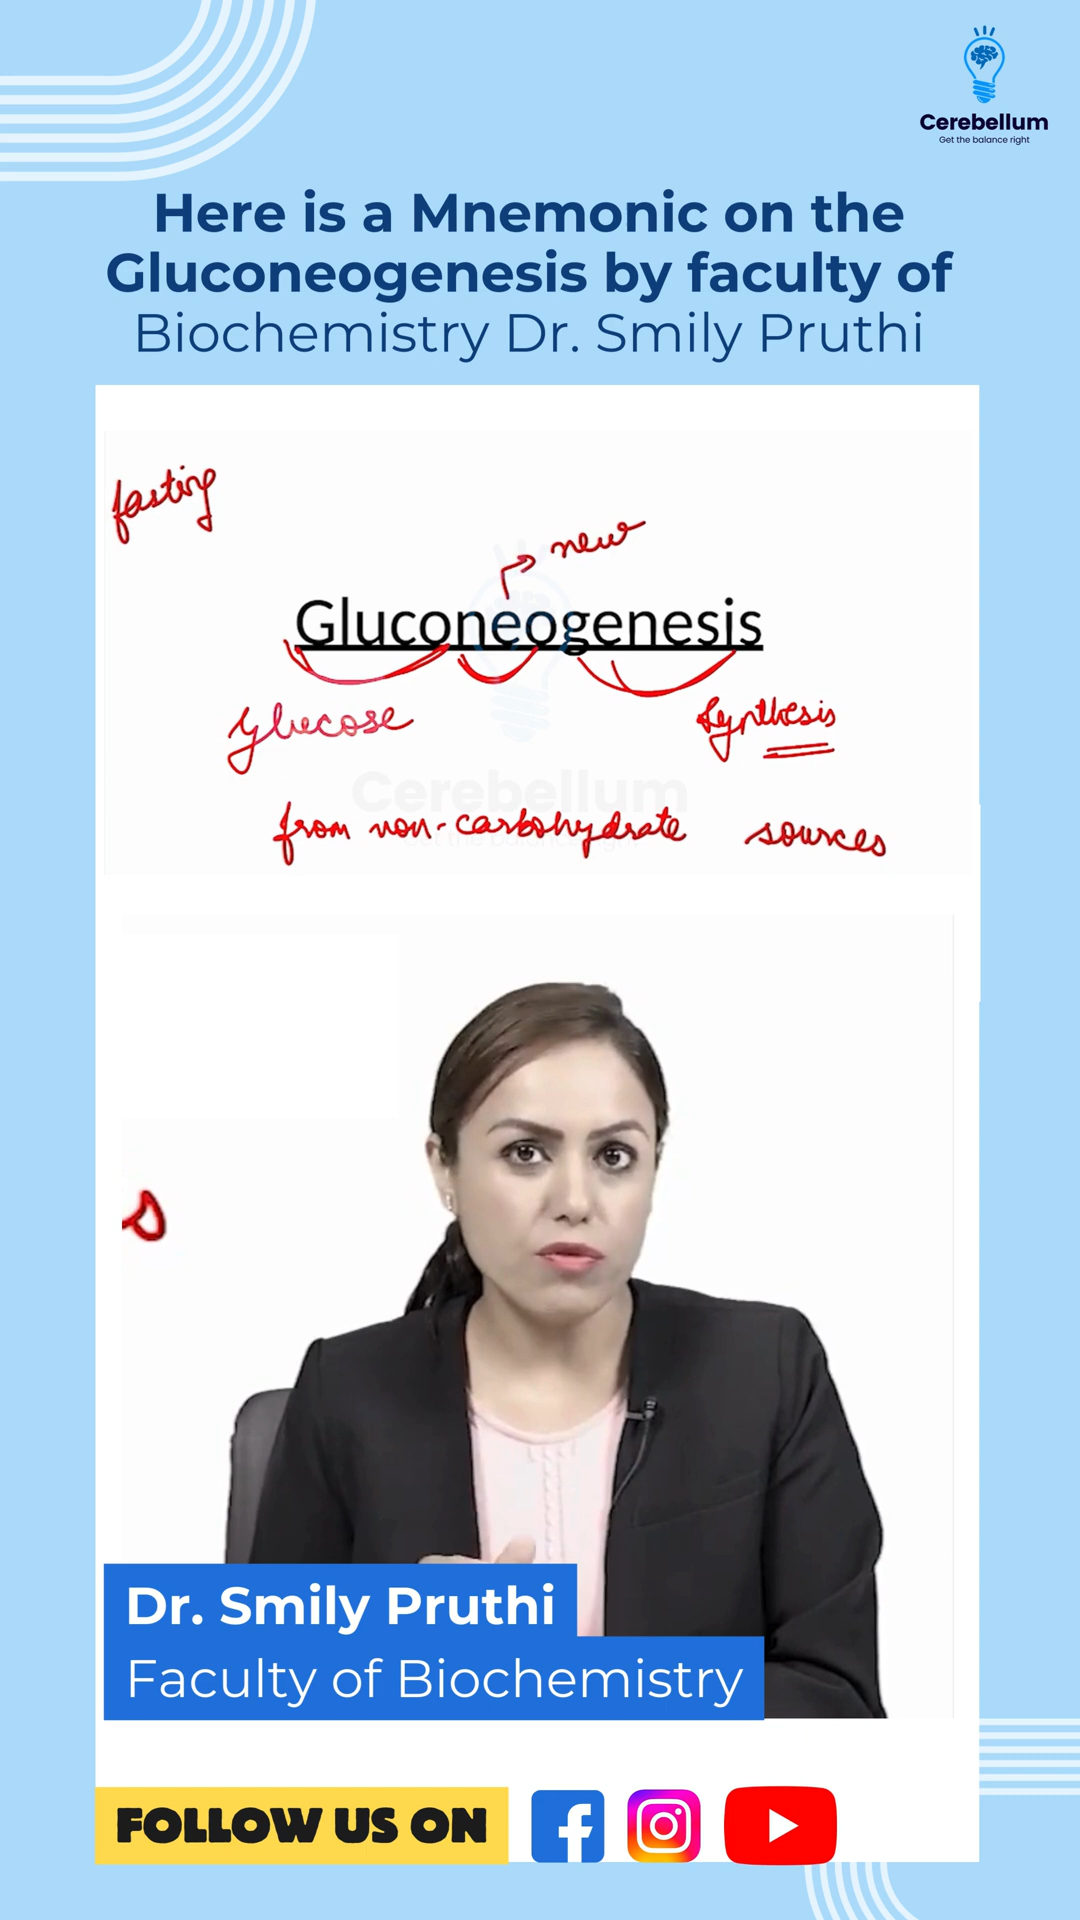 Cerebellum
Get the balance right
Here is a Mnemonic on the
Gluconeogenesis by faculty of
Biochemistry Dr. Smily Pruthi
fasting
new
Gluconeogenesis
glucose
Synthesis
Cerebellum
from non-carbohydrate sources
s
Dr. Smily Pruthi
Faculty of Biochemistry
FOLLOW US ON